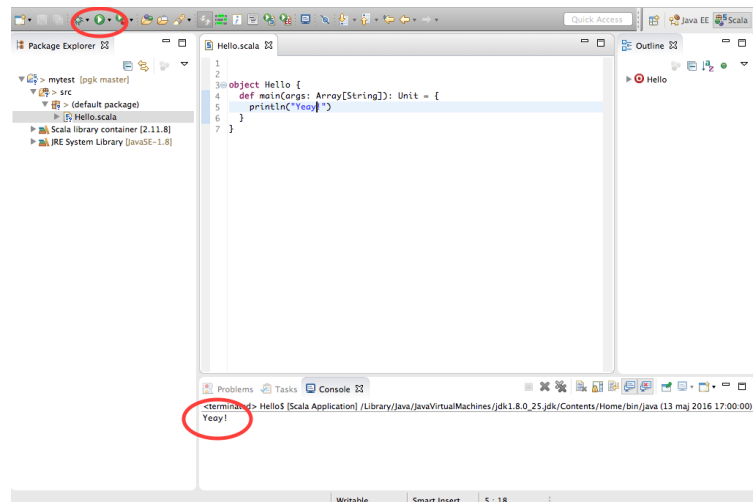 Quick Access
Java EE
Scala
Package Explorer
> mytest [pgk master]
> src
> (default package)
> Hello.scala
Scala library container [2.11.8]
JRE System Library [JavaSE-1.8]
Hello.scala
1
2
3 object Hello {
4 def main(args: Array[String]): Unit = {
5 println("Yeay!")
6 }
7 }
Outline
Hello
Problems
Tasks
Console
<terminated> Hello$ [Scala Application] /Library/Java/JavaVirtualMachines/jdk1.8.0_25.jdk/Contents/Home/bin/java (13 maj 2016 17:00:00)
Yeay!
Writable
Smart Insert
5 : 18